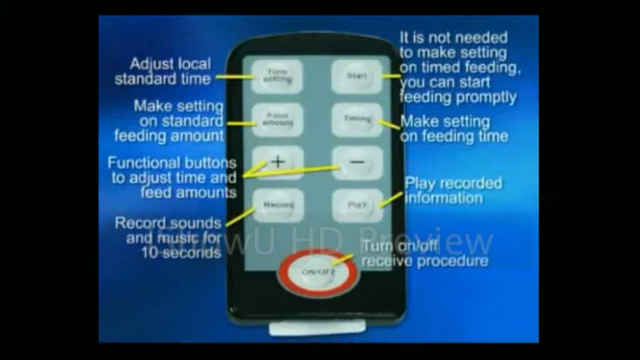 Adjust local
standard time
Make setting
on standard
feeding amount
Functional buttons
to adjust time and
feed amounts
Record sounds
and music for
10 seconds
Time
setting
Start
Food
amount
Timing
+
−
Record
Play
ON/OFF
It is not needed
to make setting
on timed feeding,
you can start
feeding promptly
Make setting
on feeding time
Play recorded
information
Turn on/off
receive procedure
HD Preview